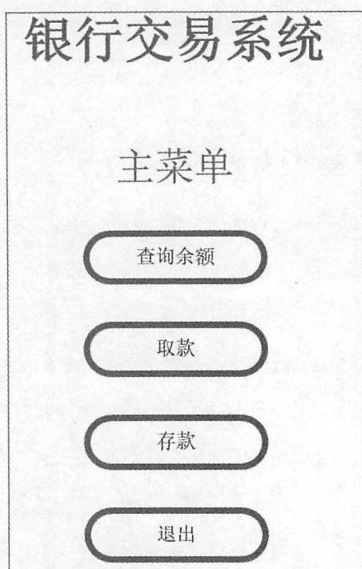 银行交易系统
主菜单
查询余额
取款
存款
退出